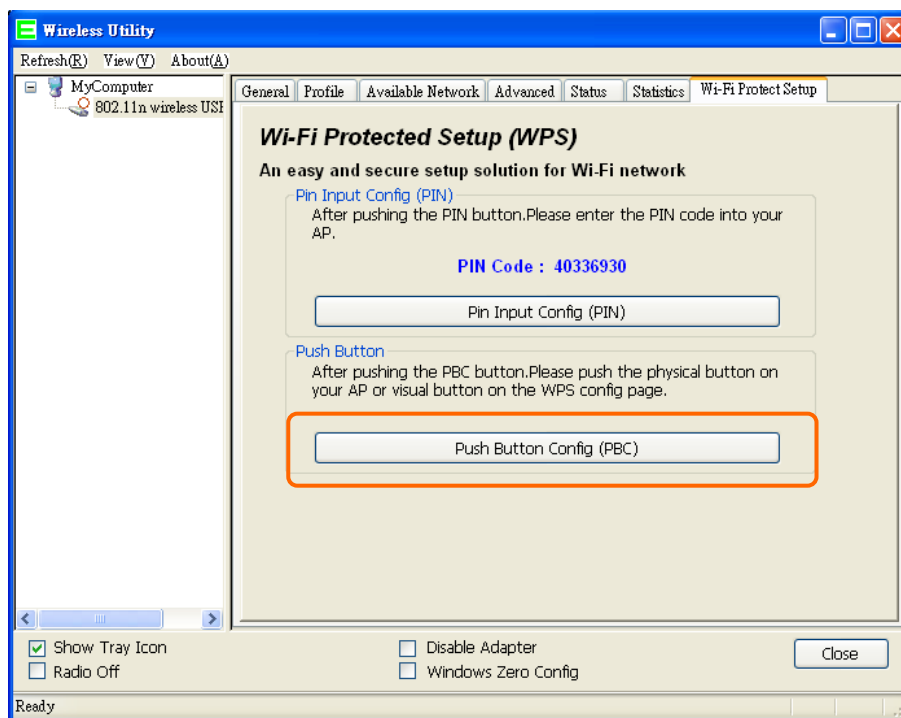 Wireless Utility
Refresh(R) View(V) About(A)
MyComputer
802.11n wireless USB
General Profile Available Network Advanced Status Statistics Wi-Fi Protect Setup
Wi-Fi Protected Setup (WPS)
An easy and secure setup solution for Wi-Fi network
Pin Input Config (PIN)
After pushing the PIN button.Please enter the PIN code into your
AP.
PIN Code : 40336930
Pin Input Config (PIN)
Push Button
After pushing the PBC button.Please push the physical button on
your AP or visual button on the WPS config page.
Push Button Config (PBC)
Show Tray Icon
Disable Adapter
Radio Off
Windows Zero Config
Close
Ready